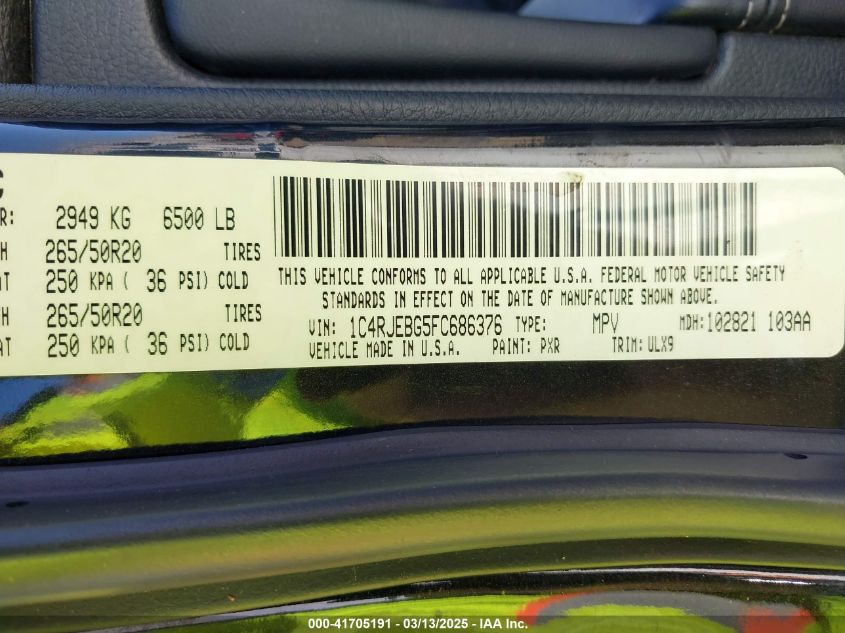 2949 KG 6500 LB
265/50R20 TIRES
250 KPA ( 36 PSI) COLD
265/50R20 TIRES
250 KPA ( 36 PSI) COLD
THIS VEHICLE CONFORMS TO ALL APPLICABLE U.S.A. FEDERAL MOTOR VEHICLE SAFETY
STANDARDS IN EFFECT ON THE DATE OF MANUFACTURE SHOWN ABOVE.
VIN: 1C4RJEBG5FC686376 TYPE: MPV MDH:102821 103AA
VEHICLE MADE IN U.S.A. PAINT: PXR TRIM: ULX9
000-41705191 - 03/13/2025 - IAA Inc.